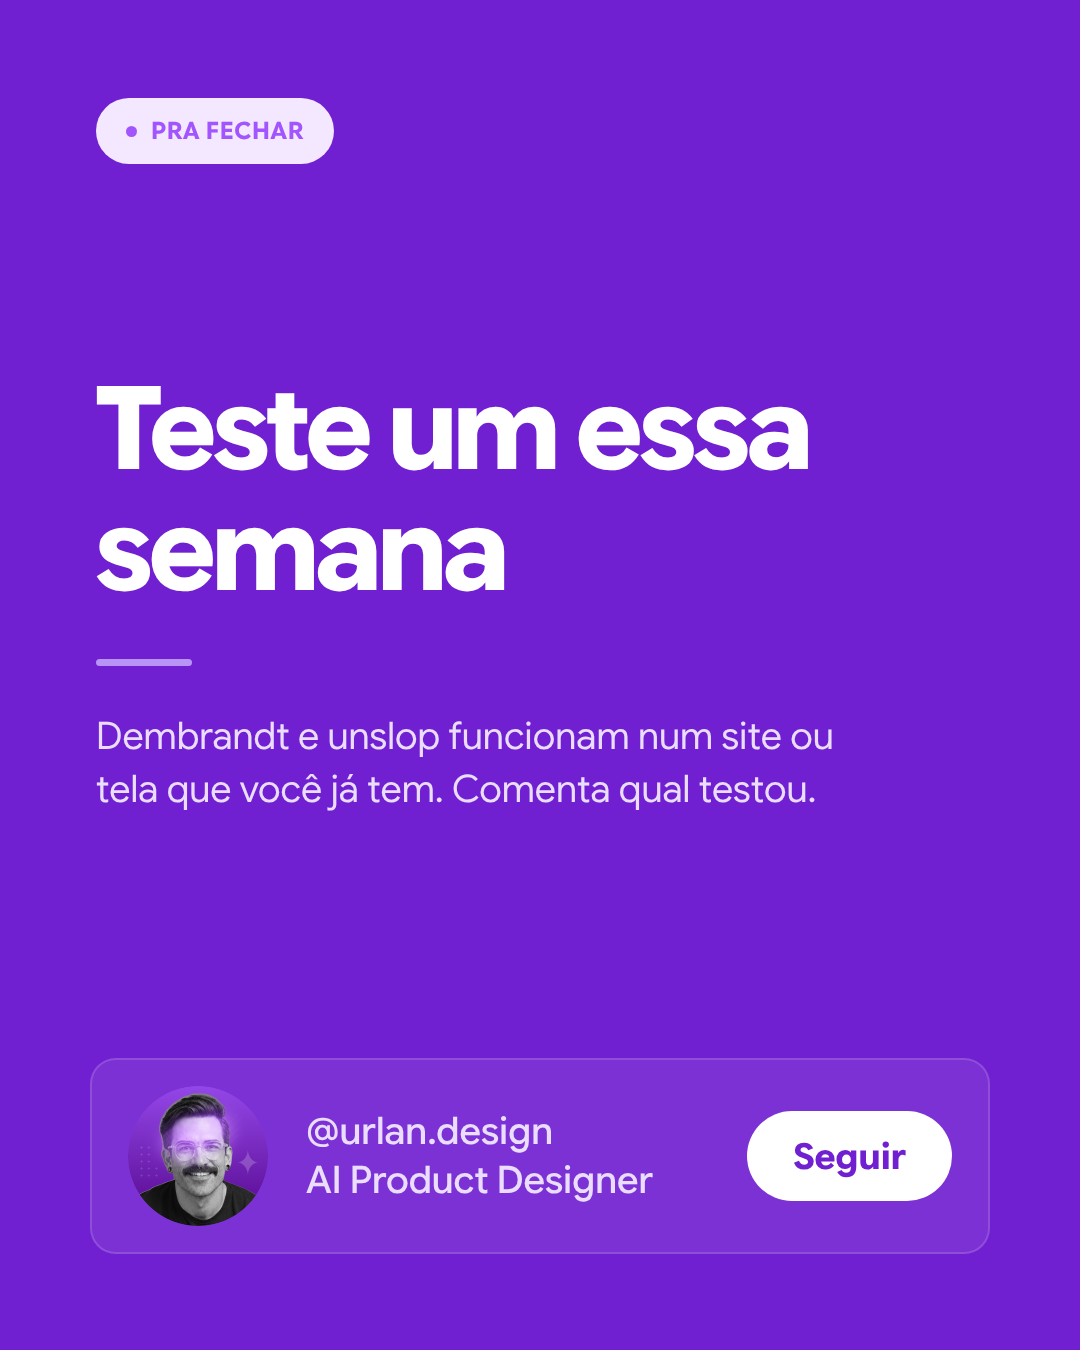 PRA FECHAR
Teste um essa
semana
Dembrandt e unslop funcionam num site ou
tela que você já tem. Comenta qual testou.
@urlan.design
AI Product Designer
Seguir